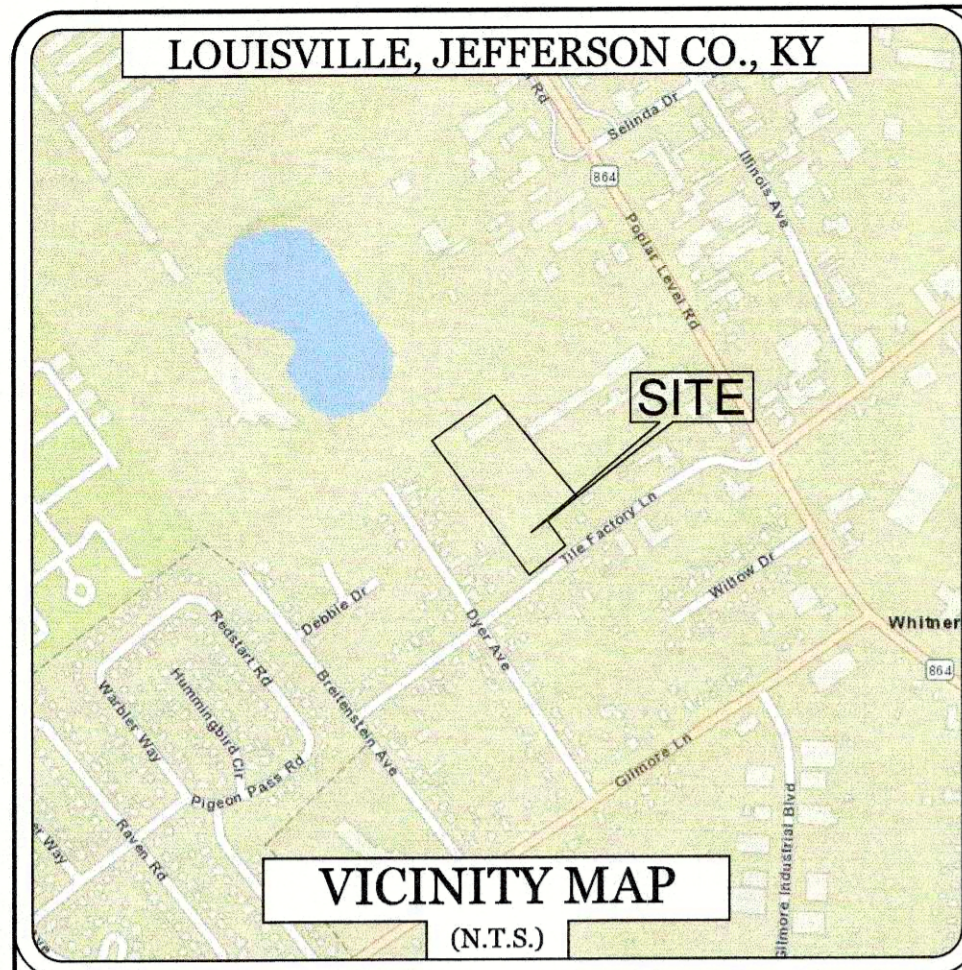 LOUISVILLE, JEFFERSON CO., KY
Rd
Selinda Dr
864
Illinois Ave
Poplar Level Rd
SITE
Tile Factory Ln
Willow Dr
Debbie Dr
Dyer Ave
Whitner
864
Redstart Rd
Hummingbird Cir
Warbler Way
Breitenstein Ave
Pigeon Pass Rd
Gilmore Ln
Raven Rd
er Way
Gilmore Industrial Blvd
VICINITY MAP
(N.T.S.)